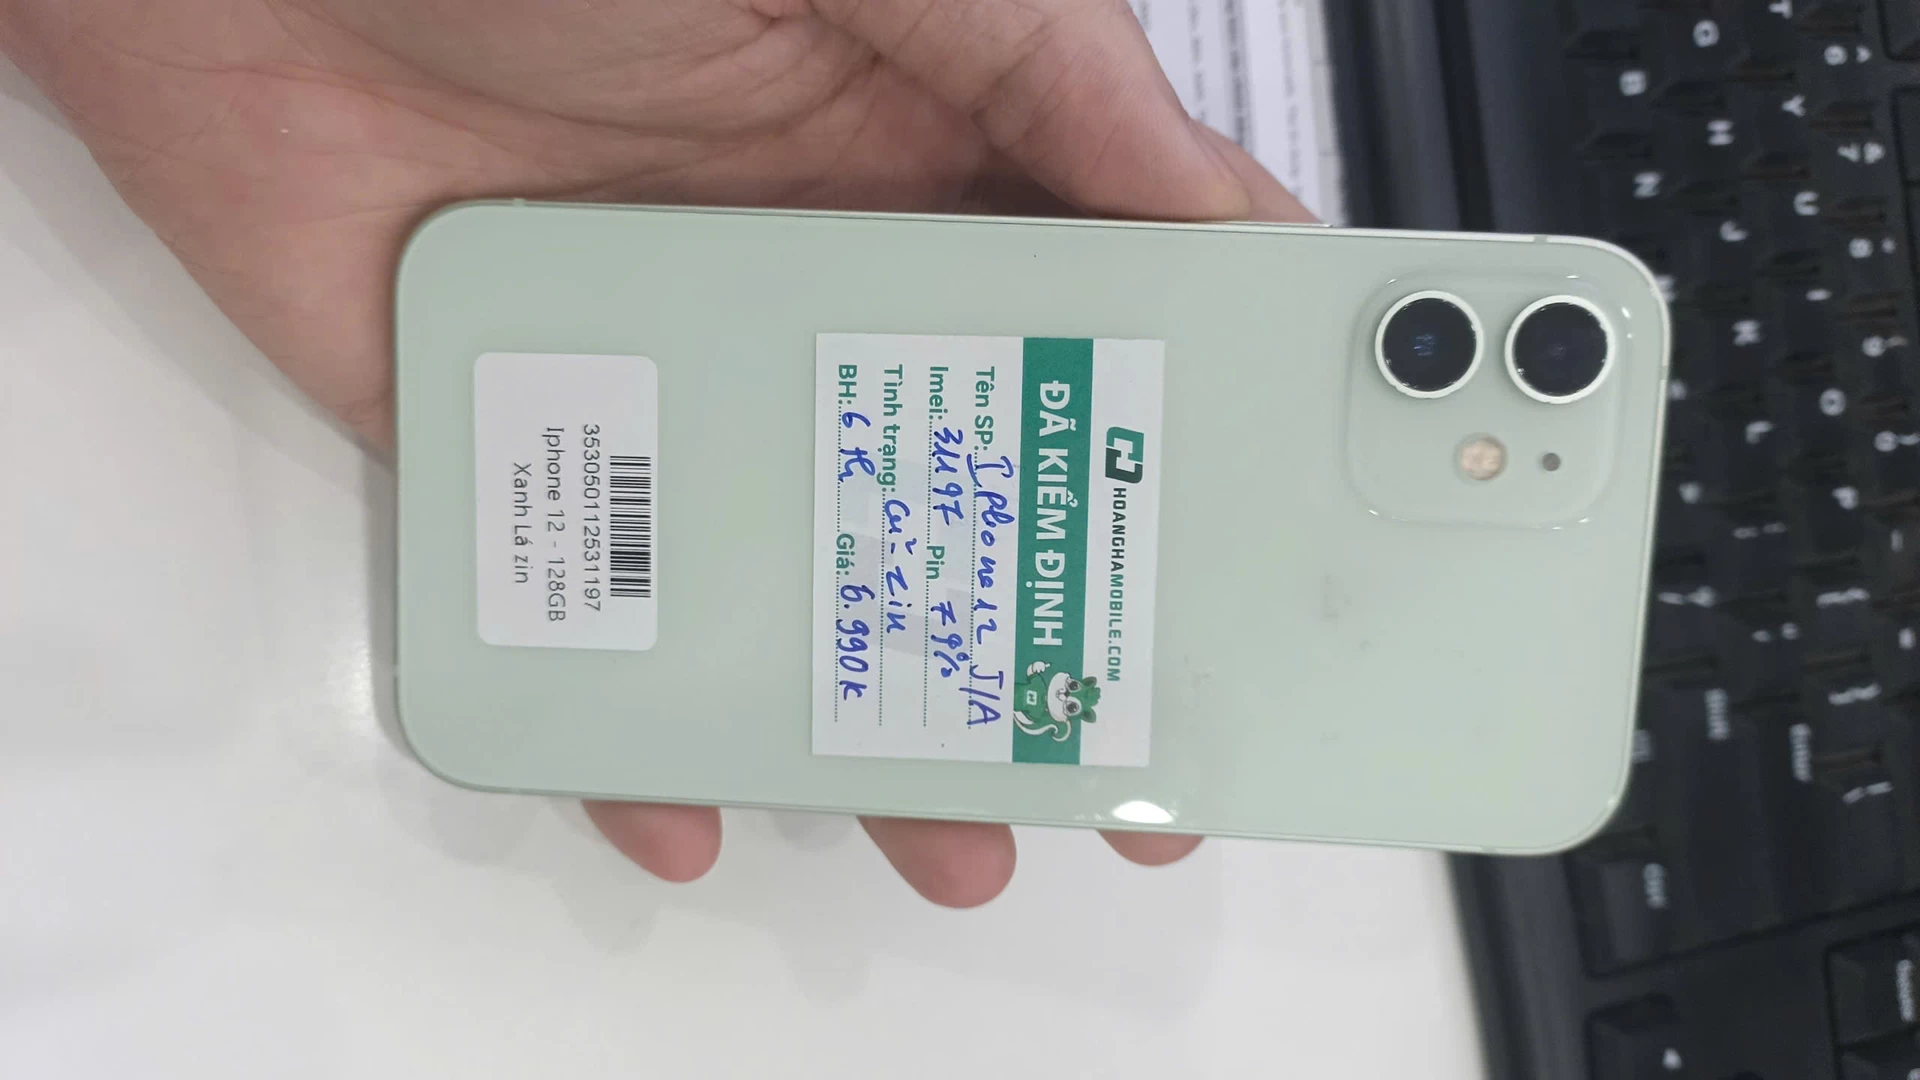 HOANGHAMOBILE.COM
ĐÃ KIỂM ĐỊNH
Tên SP: Iphone 12 J/A
Imei: 31197 Pin 79%
Tình trạng: Cũ - zin
BH: 6 th Giá: 6.990k
353050112531197
Iphone 12 - 128GB
Xanh Lá zin